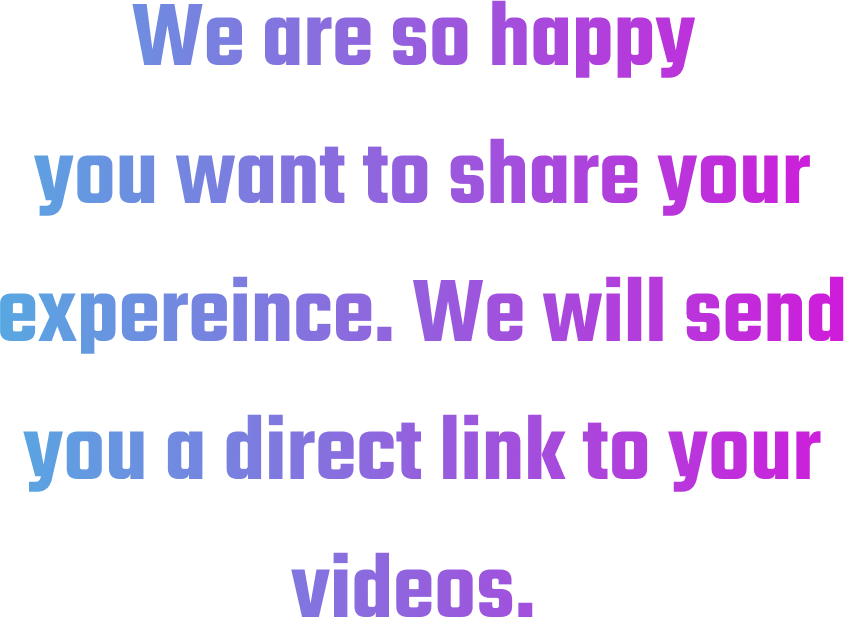 We are so happy
you want to share your
expereince. We will send
you a direct link to your
videos.